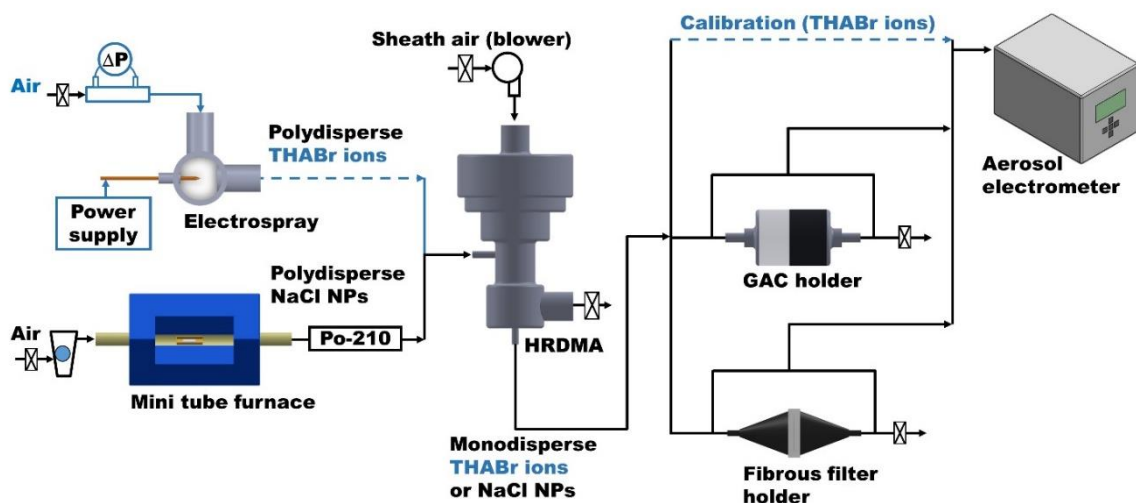 Calibration (THABr ions)
Sheath air (blower)
ΔP
Air
Polydisperse
THABr ions
Aerosol
electrometer
Power
supply
Electrospray
Polydisperse
NaCl NPs
GAC holder
Air
Po-210
HRDMA
Mini tube furnace
Monodisperse
THABr ions
or NaCl NPs
Fibrous filter
holder